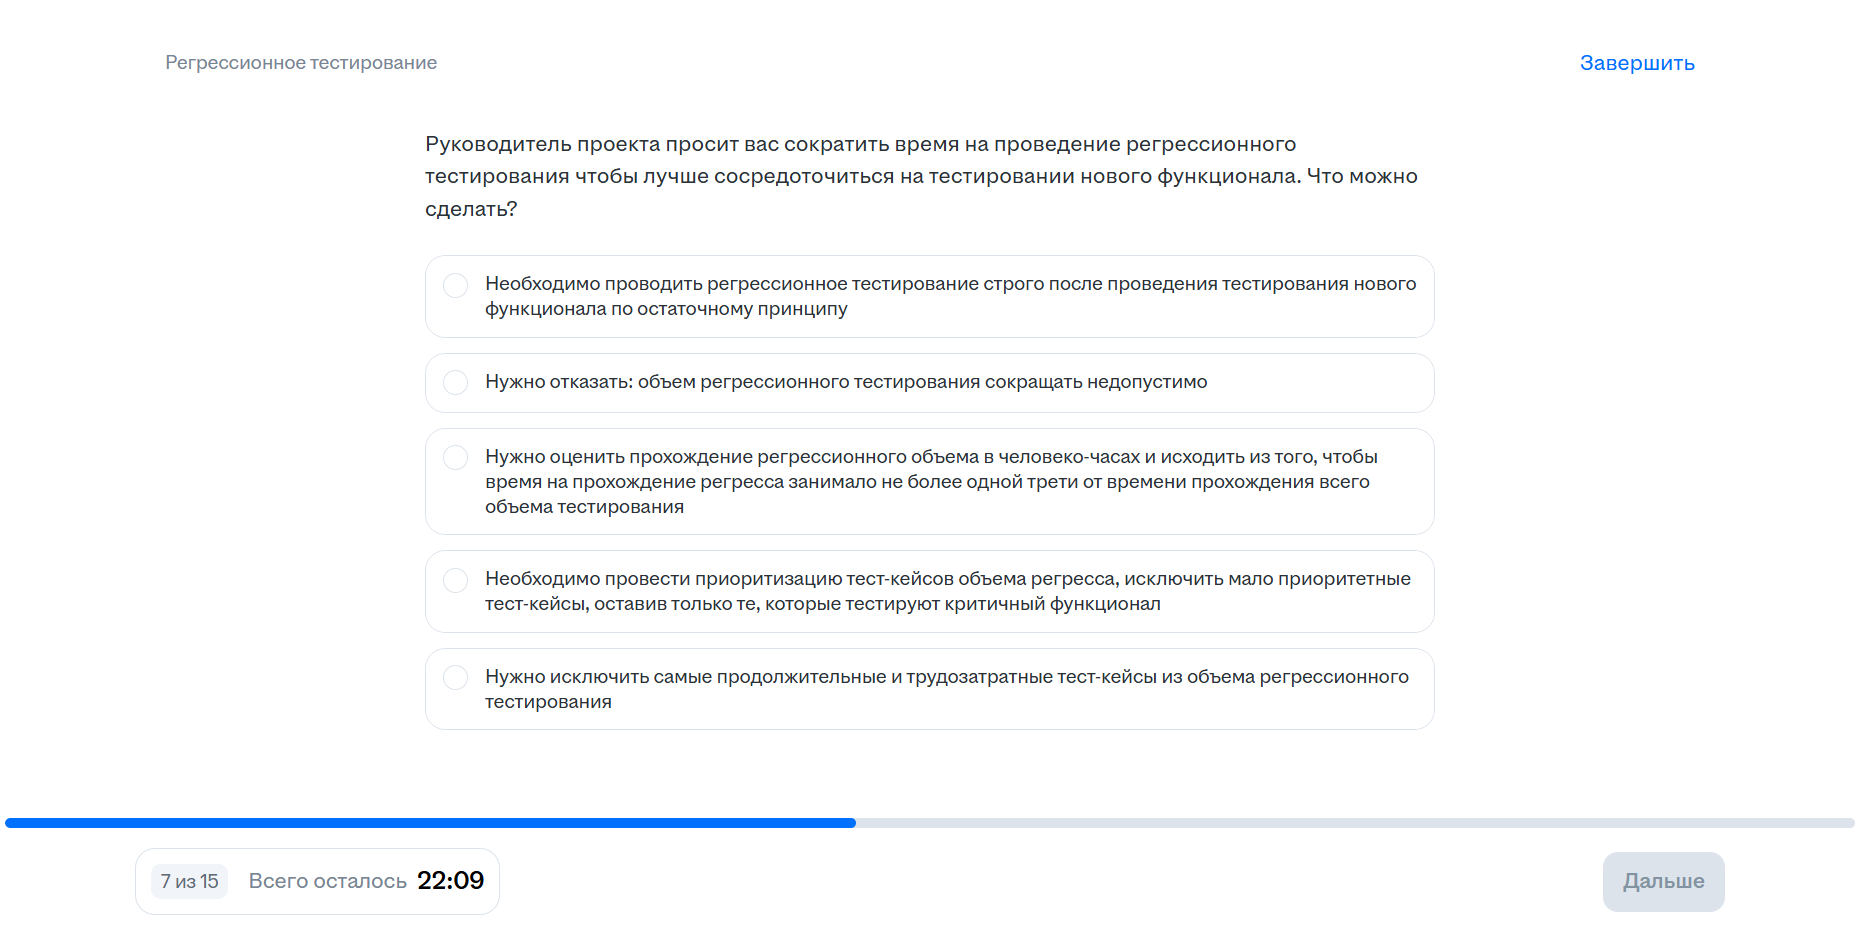 Регрессионное тестирование
Завершить
Руководитель проекта просит вас сократить время на проведение регрессионного
тестирования чтобы лучше сосредоточиться на тестировании нового функционала. Что можно
сделать?
Необходимо проводить регрессионное тестирование строго после проведения тестирования нового
функционала по остаточному принципу
Нужно отказать: объем регрессионного тестирования сокращать недопустимо
Нужно оценить прохождение регрессионного объема в человеко-часах и исходить из того, чтобы
время на прохождение регресса занимало не более одной трети от времени прохождения всего
объема тестирования
Необходимо провести приоритизацию тест-кейсов объема регресса, исключить мало приоритетные
тест-кейсы, оставив только те, которые тестируют критичный функционал
Нужно исключить самые продолжительные и трудозатратные тест-кейсы из объема регрессионного
тестирования
7 из 15
Всего осталось 22:09
Дальше